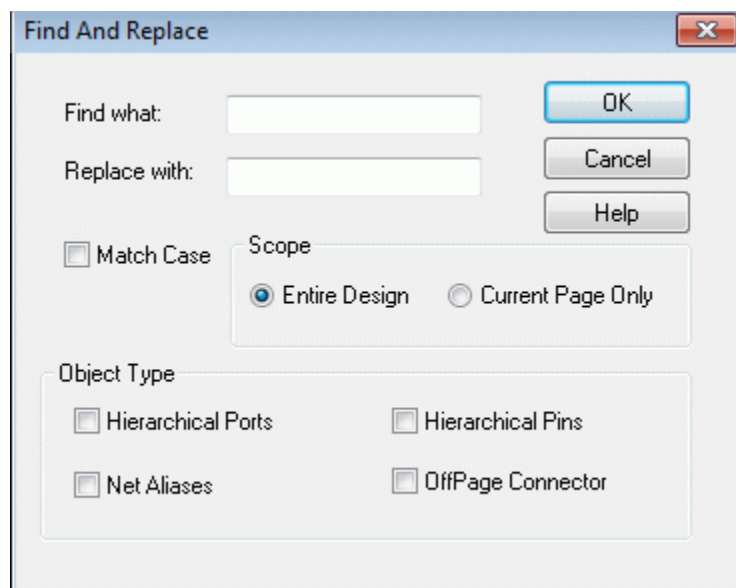 Find And Replace
Find what:
OK
Replace with:
Cancel
Help
Match Case
Scope
Entire Design
Current Page Only
Object Type
Hierarchical Ports
Hierarchical Pins
Net Aliases
OffPage Connector